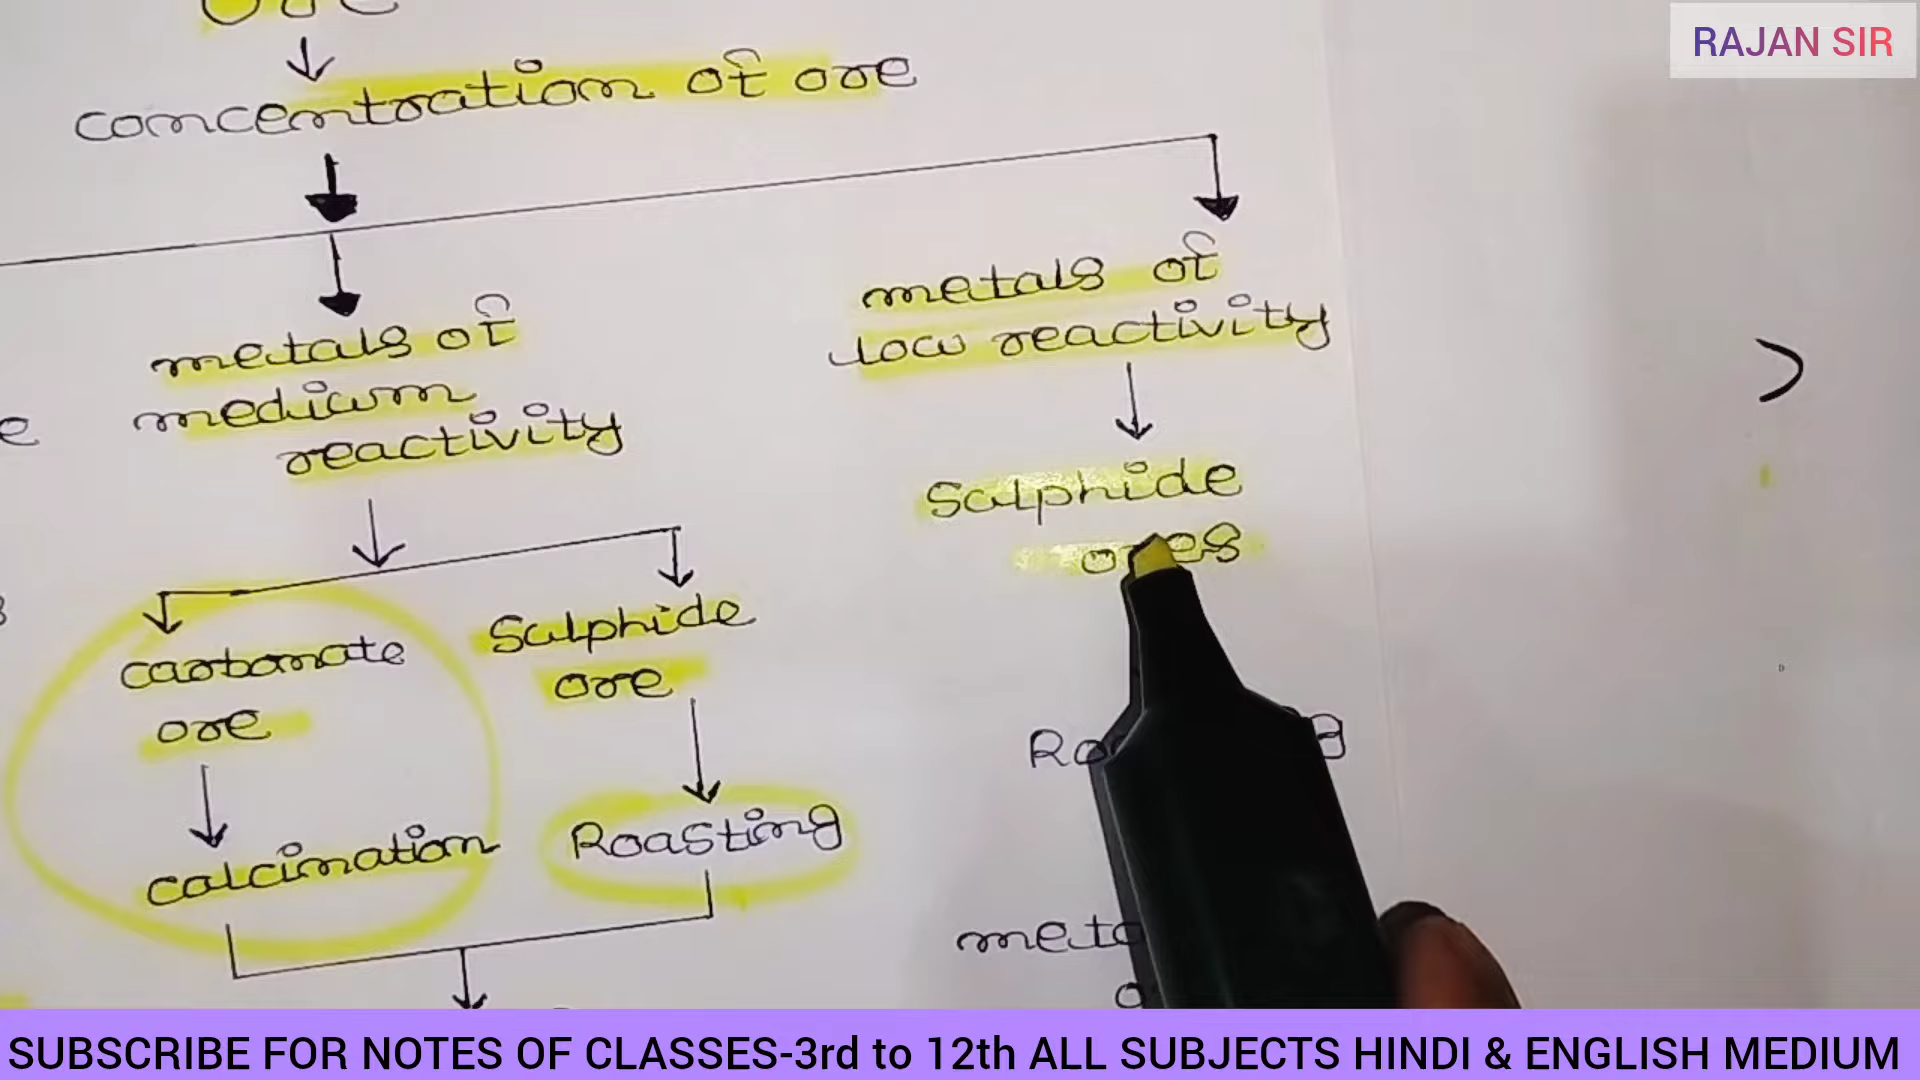 RAJAN SIR
concentration of ore
metals of
low reactivity
metals of
medium
reactivity
Sulphide
ores
Sulphide
ore
carbonate
ore
Roasting
calcination
SUBSCRIBE FOR NOTES OF CLASSES-3rd to 12th ALL SUBJECTS HINDI & ENGLISH MEDIUM